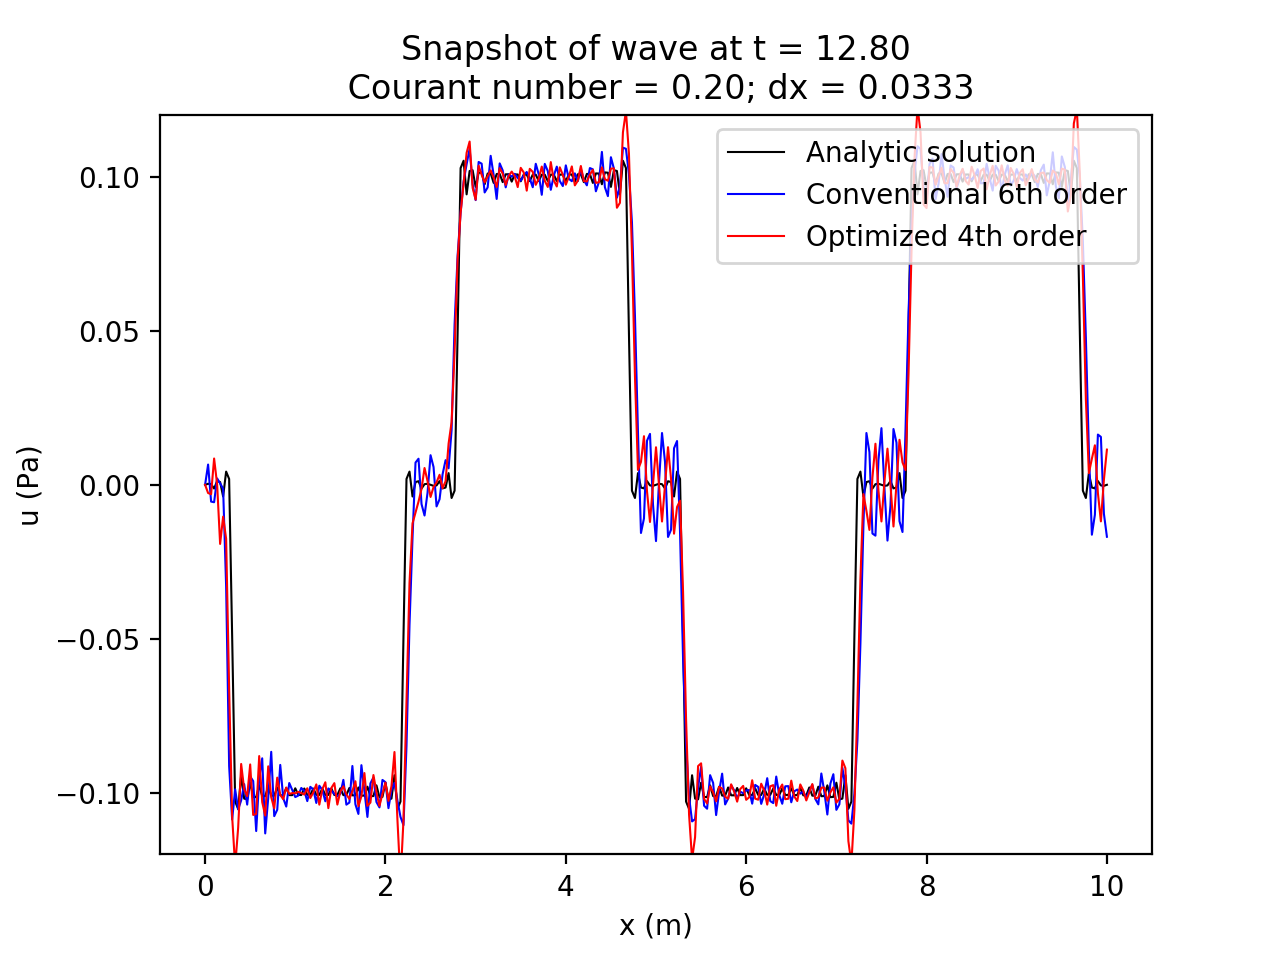 Snapshot of wave at t = 12.80
Courant number = 0.20; dx = 0.0333
Analytic solution
Conventional 6th order
Optimized 4th order
0.10
0.05
0.00
−0.05
−0.10
u (Pa)
0 2 4 6 8 10
x (m)